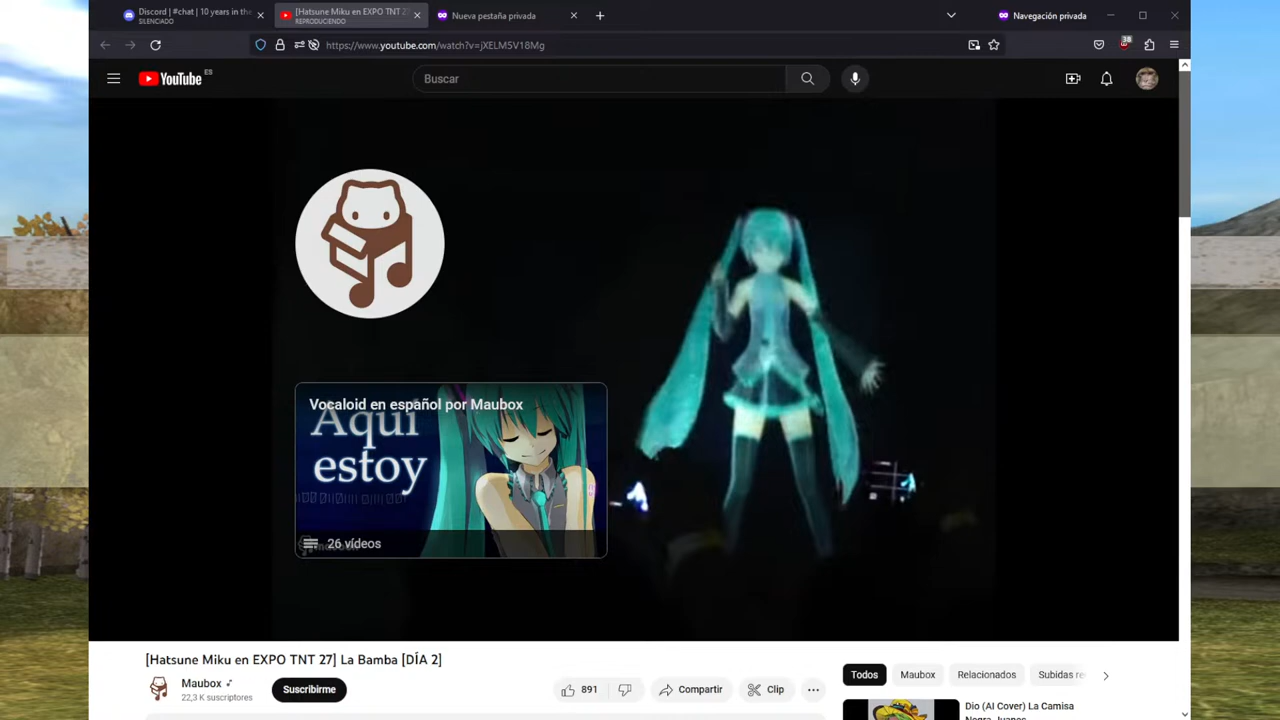 Discord | #chat | 10 years in the
SILENCIADO
[Hatsune Miku en EXPO TNT 27
REPRODUCIENDO
Nueva pestaña privada
Navegación privada
https://www.youtube.com/watch?v=jXELM5V18Mg
38
YouTube ES
Buscar
Vocaloid en español por Maubox
Aquí
estoy
26 vídeos
[Hatsune Miku en EXPO TNT 27] La Bamba [DÍA 2]
Maubox
22,3 K suscriptores
Suscribirme
891
Compartir
Clip
Todos
Maubox
Relacionados
Subidas re
Dio (AI Cover) La Camisa
Negra, Juanes